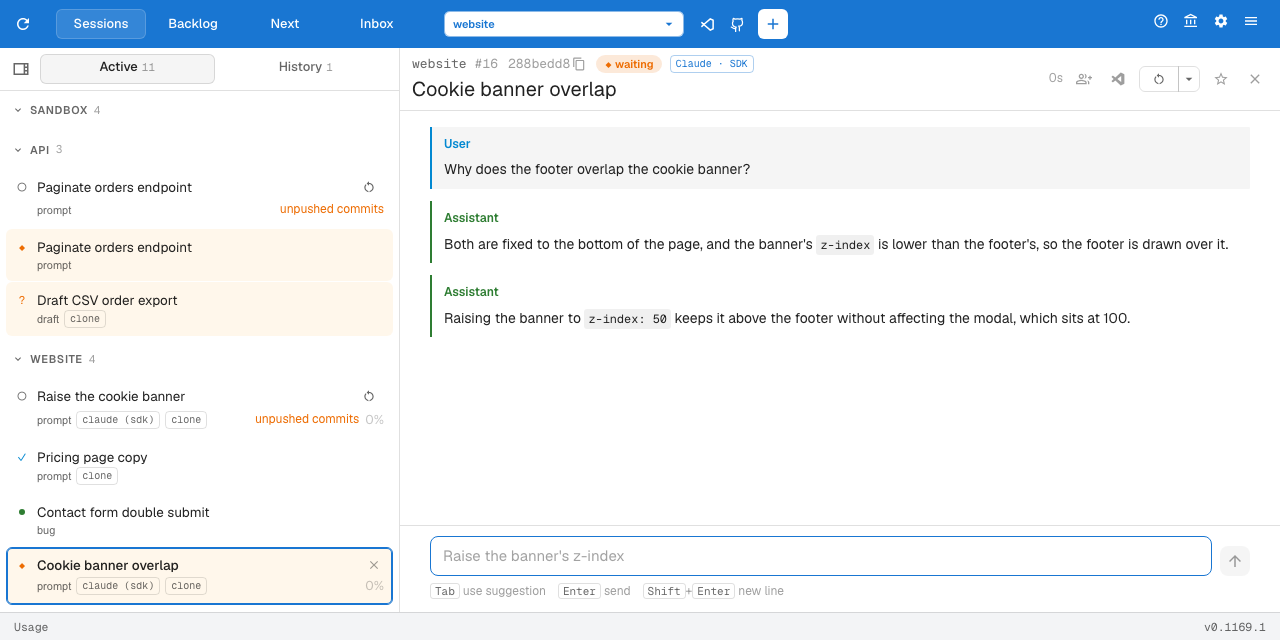 Sessions Backlog Next Inbox website
Active 11 History 1
SANDBOX 4
API 3
Paginate orders endpoint
prompt unpushed commits
Paginate orders endpoint
prompt
? Draft CSV order export
draft clone
WEBSITE 4
Raise the cookie banner
prompt claude (sdk) clone unpushed commits 0%
Pricing page copy
prompt clone
Contact form double submit
bug
Cookie banner overlap
prompt claude (sdk) clone 0%
website #16 288bedd8 waiting Claude · SDK
Cookie banner overlap
0s
User
Why does the footer overlap the cookie banner?
Assistant
Both are fixed to the bottom of the page, and the banner's z-index is lower than the footer's, so the footer is drawn over it.
Assistant
Raising the banner to z-index: 50 keeps it above the footer without affecting the modal, which sits at 100.
Raise the banner's z-index
Tab use suggestion Enter send Shift+Enter new line
Usage v0.1169.1